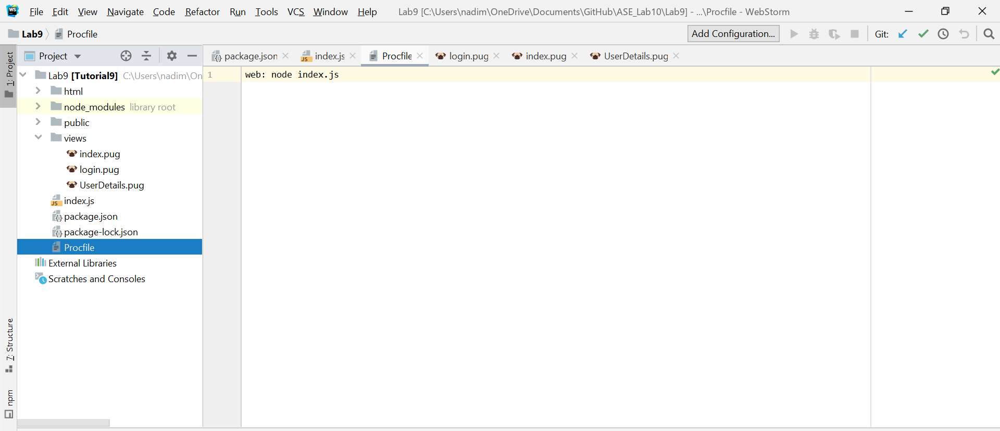 WS File Edit View Navigate Code Refactor Run Tools VCS Window Help Lab9 [C:\Users\nadim\OneDrive\Documents\GitHub\ASE_Lab10\Lab9] - ...\Procfile - WebStorm
Lab9 Procfile Add Configuration... Git:
1: Project
Project package.json index.js Procfile login.pug index.pug UserDetails.pug
Lab9 [Tutorial9] C:\Users\nadim\On
1 web: node index.js
html
node_modules library root
public
views
index.pug
login.pug
UserDetails.pug
JS index.js
package.json
package-lock.json
Procfile
External Libraries
Scratches and Consoles
7: Structure
npm